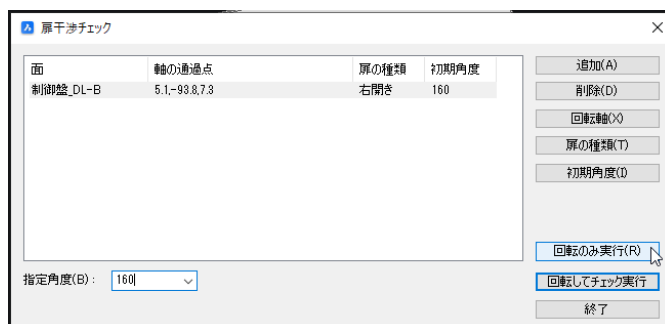 扉干渉チェック
面 軸の通過点 扉の種類 初期角度
制御盤_DL-B 5.1,-93.8,7.3 右開き 160
追加(A)
削除(D)
回転軸(X)
扉の種類(T)
初期角度(I)
回転のみ実行(R)
指定角度(B): 160
回転してチェック実行
終了